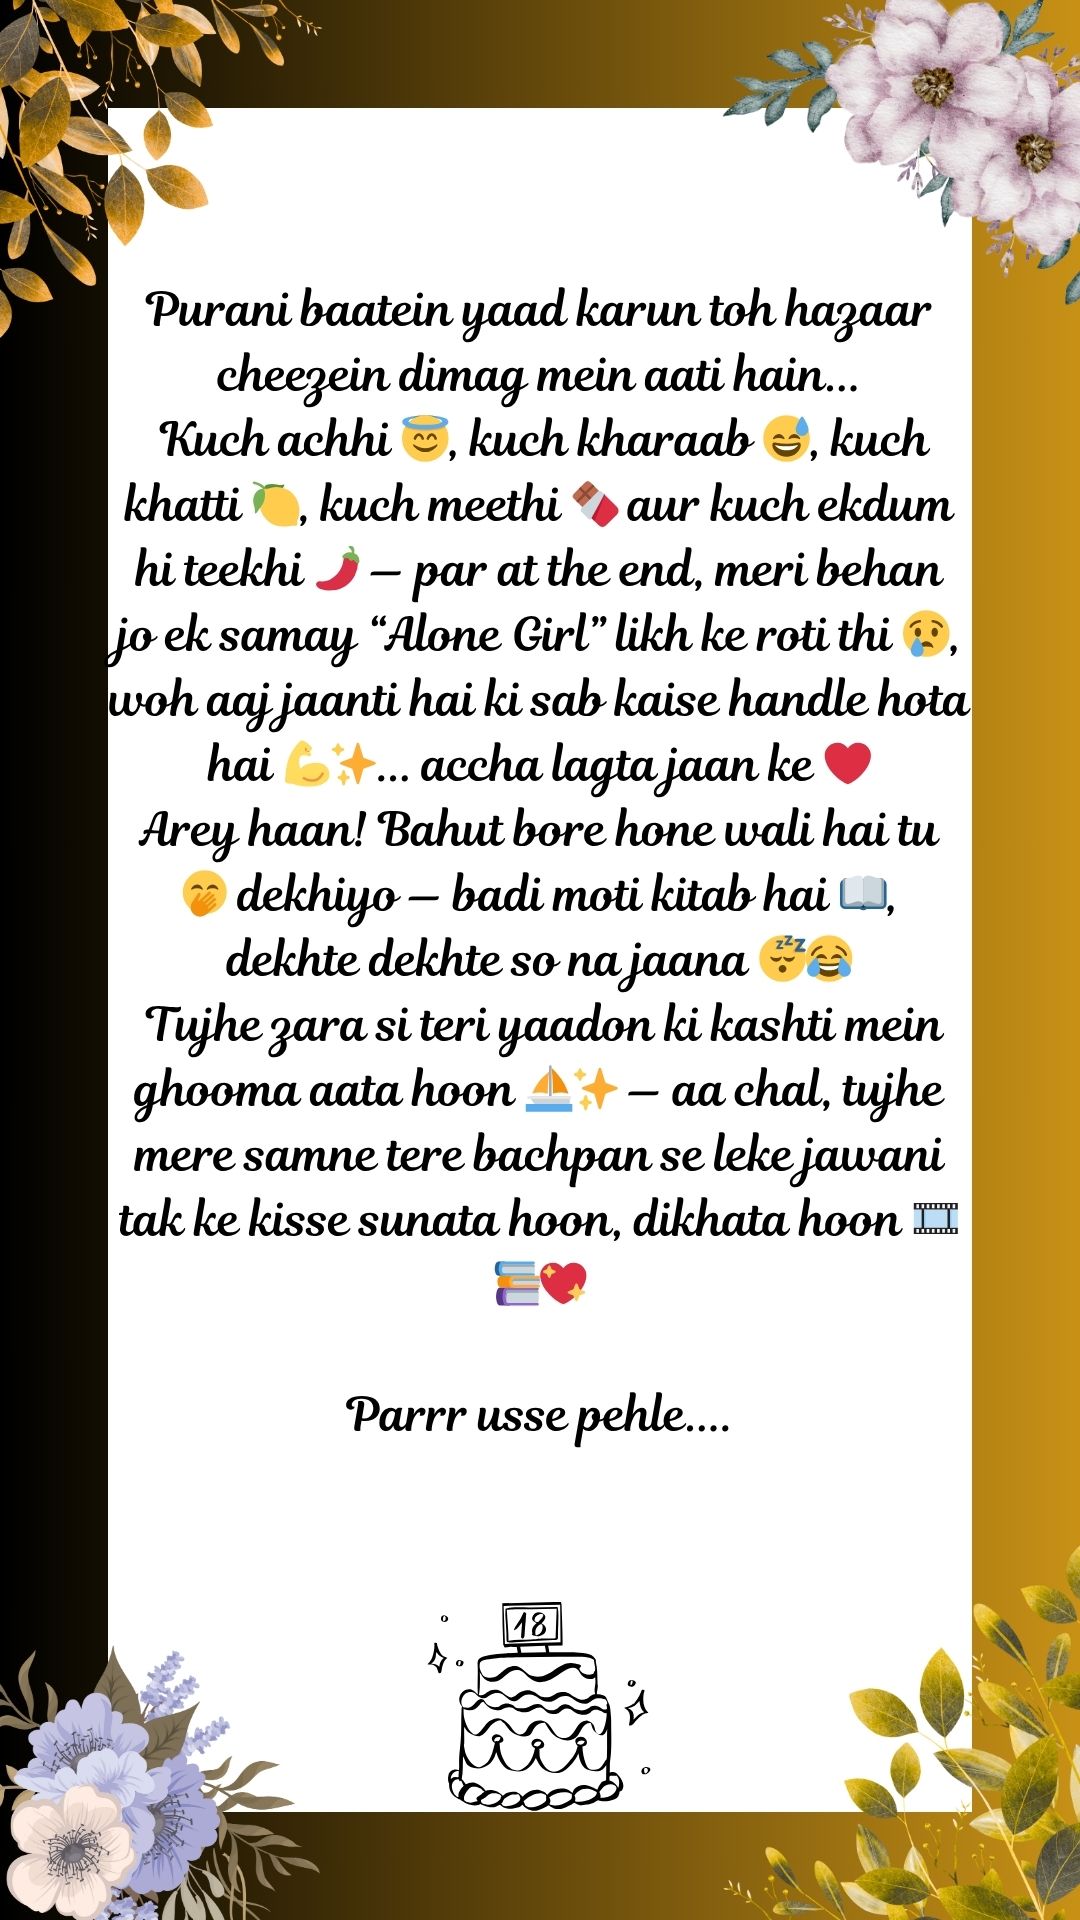 Purani baatein yaad karun toh hazaar
cheezein dimag mein aati hain...
Kuch achhi 😇, kuch kharaab 😅, kuch
khatti 🍋, kuch meethi 🍫 aur kuch ekdum
hi teekhi 🌶️ – par at the end, meri behan
jo ek samay “Alone Girl” likh ke roti thi 😢,
woh aaj jaanti hai ki sab kaise handle hota
hai 💪✨... accha lagta jaan ke ❤️
Arey haan! Bahut bore hone wali hai tu
🤭 dekhiyo – badi moti kitab hai 📖,
dekhte dekhte so na jaana 😴😂
Tujhe zara si teri yaadon ki kashti mein
ghooma aata hoon ⛵✨ – aa chal, tujhe
mere samne tere bachpan se leke jawani
tak ke kisse sunata hoon, dikhata hoon 🎞️
📚💖
Parrr usse pehle....
18